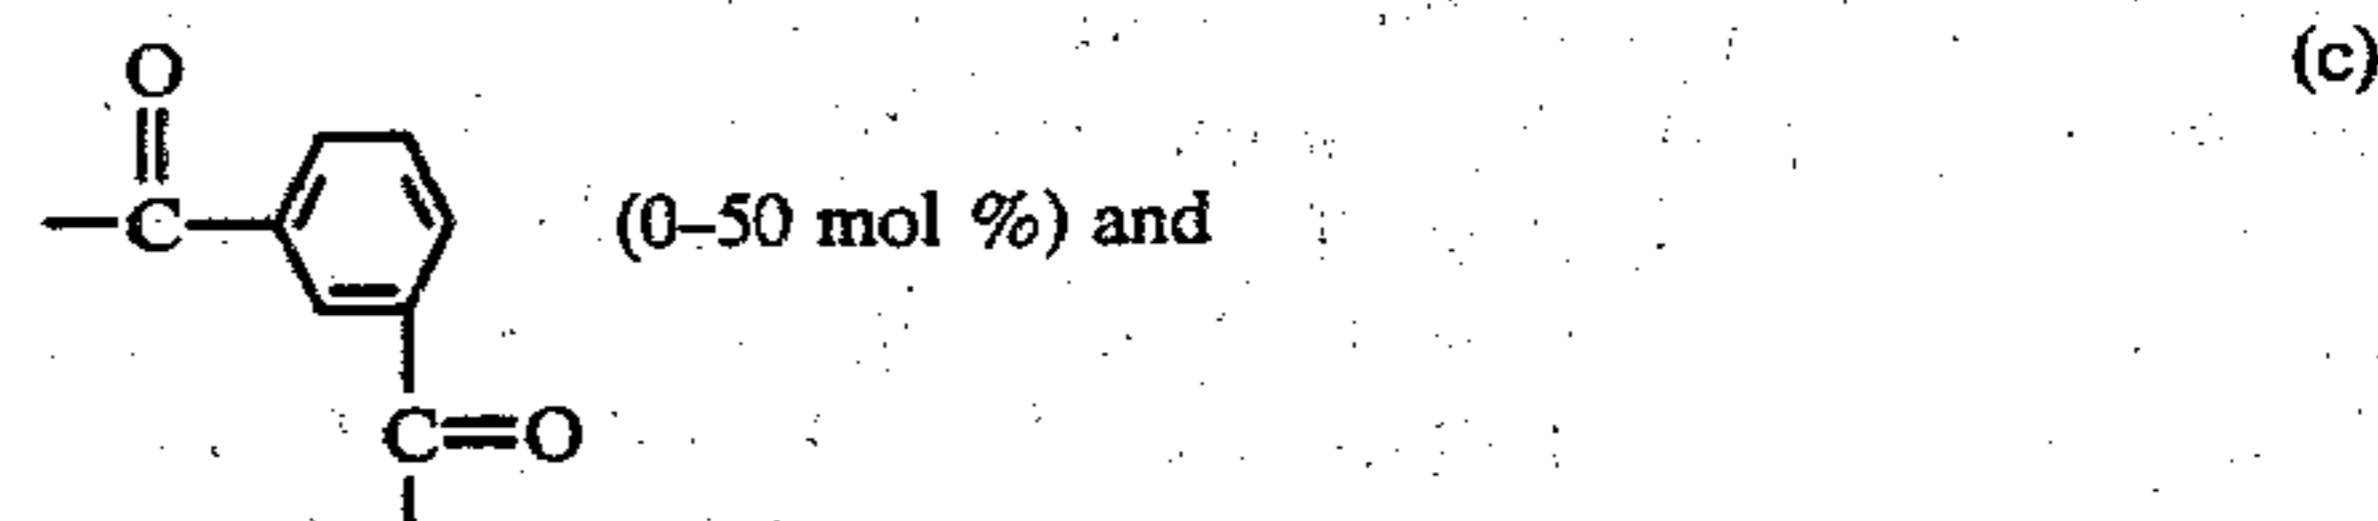 O
(c)
C
(0–50 mol %) and
C=O